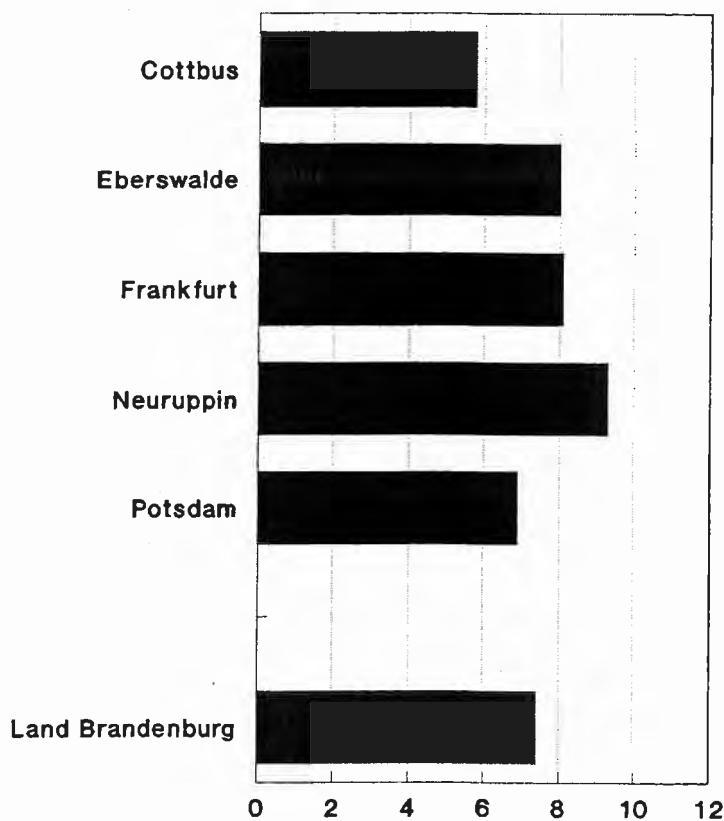 Cottbus
Eberswalde
Frankfurt
Neuruppin
Potsdam
Land Brandenburg
0 2 4 6 8 10 12